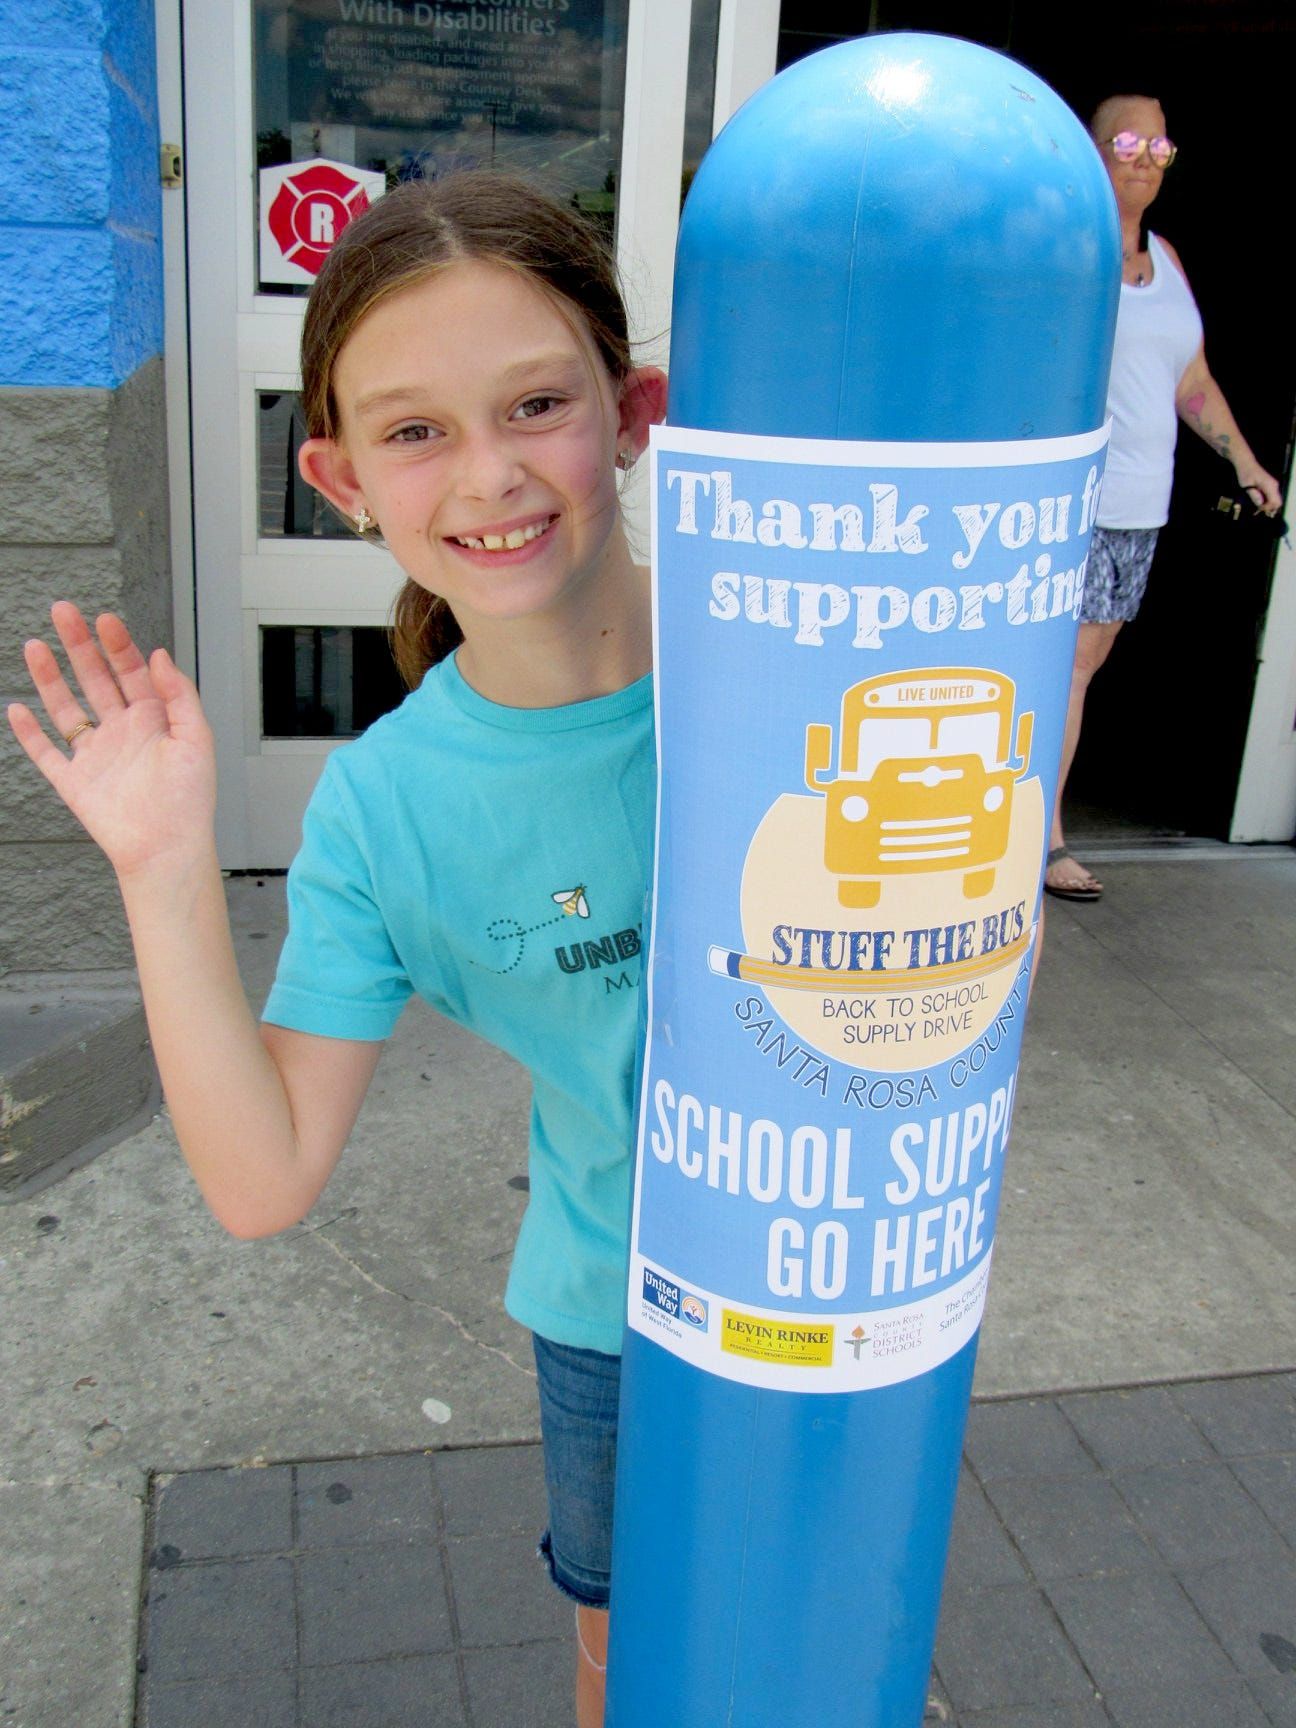 Customers
With Disabilities
If you are disabled, and need assistance
in shopping, loading packages into your car
or help filling out an employment application,
please come to the Courtesy Desk.
We will have a store associate give you
any assistance you need.
R
Thank you fo
supporting
LIVE UNITED
STUFF THE BUS
BACK TO SCHOOL
SUPPLY DRIVE
SANTA ROSA COUNTY
SCHOOL SUPPL
GO HERE
United
Way
United Way
of West Florida
LEVIN RINKE
REALTY
RESIDENTIAL • RESORT • COMMERCIAL
SANTA ROSA
COUNTY
DISTRICT
SCHOOLS
The Chamb
Santa Rosa C
UNB
MA